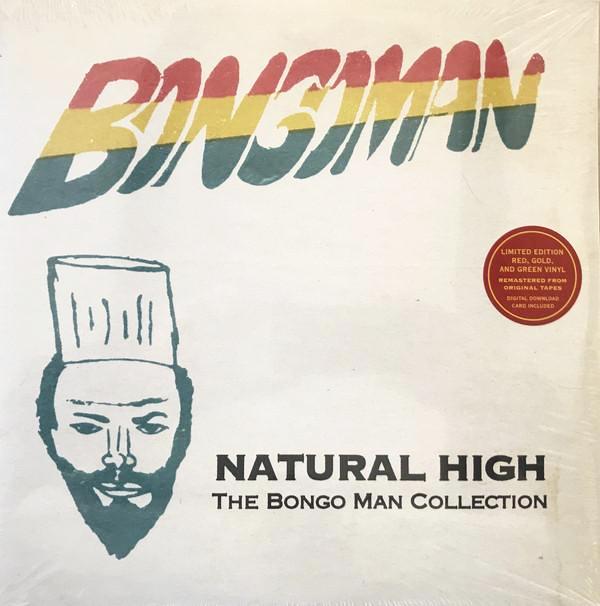 BONGOMAN
LIMITED EDITION
RED, GOLD,
AND GREEN VINYL
REMASTERED FROM
ORIGINAL TAPES
DIGITAL DOWNLOAD
CARD INCLUDED
NATURAL HIGH
THE BONGO MAN COLLECTION